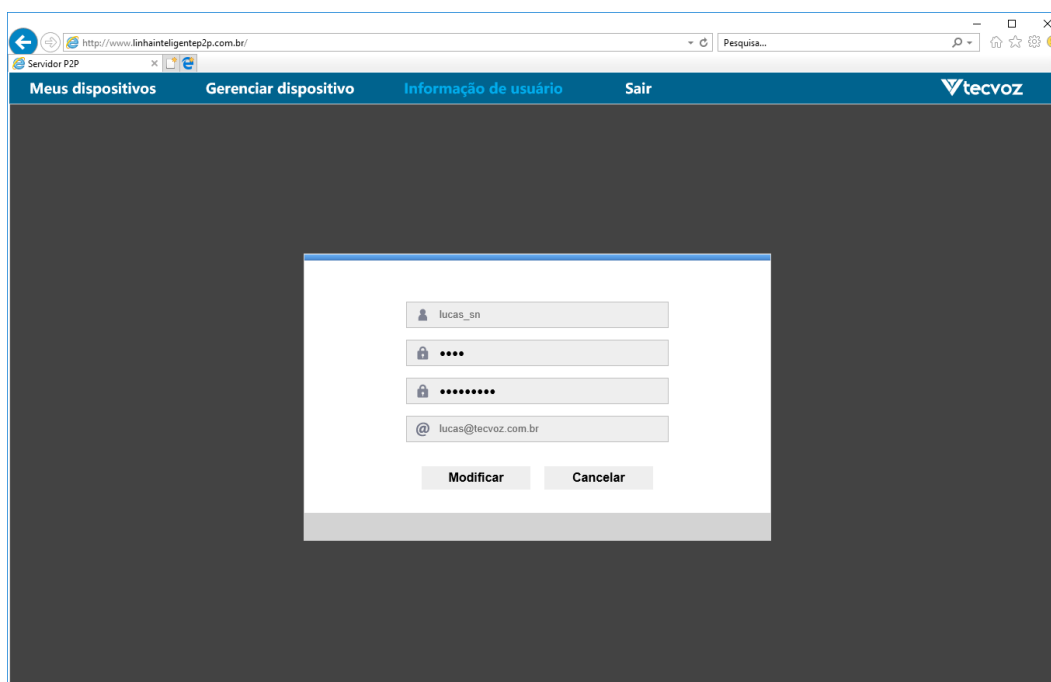 http://www.linhainteligentep2p.com.br/
Pesquisa...
Servidor P2P
Meus dispositivos Gerenciar dispositivo Informação de usuário Sair tecvoz
lucas_sn
••••
•••••••••
@ lucas@tecvoz.com.br
Modificar Cancelar